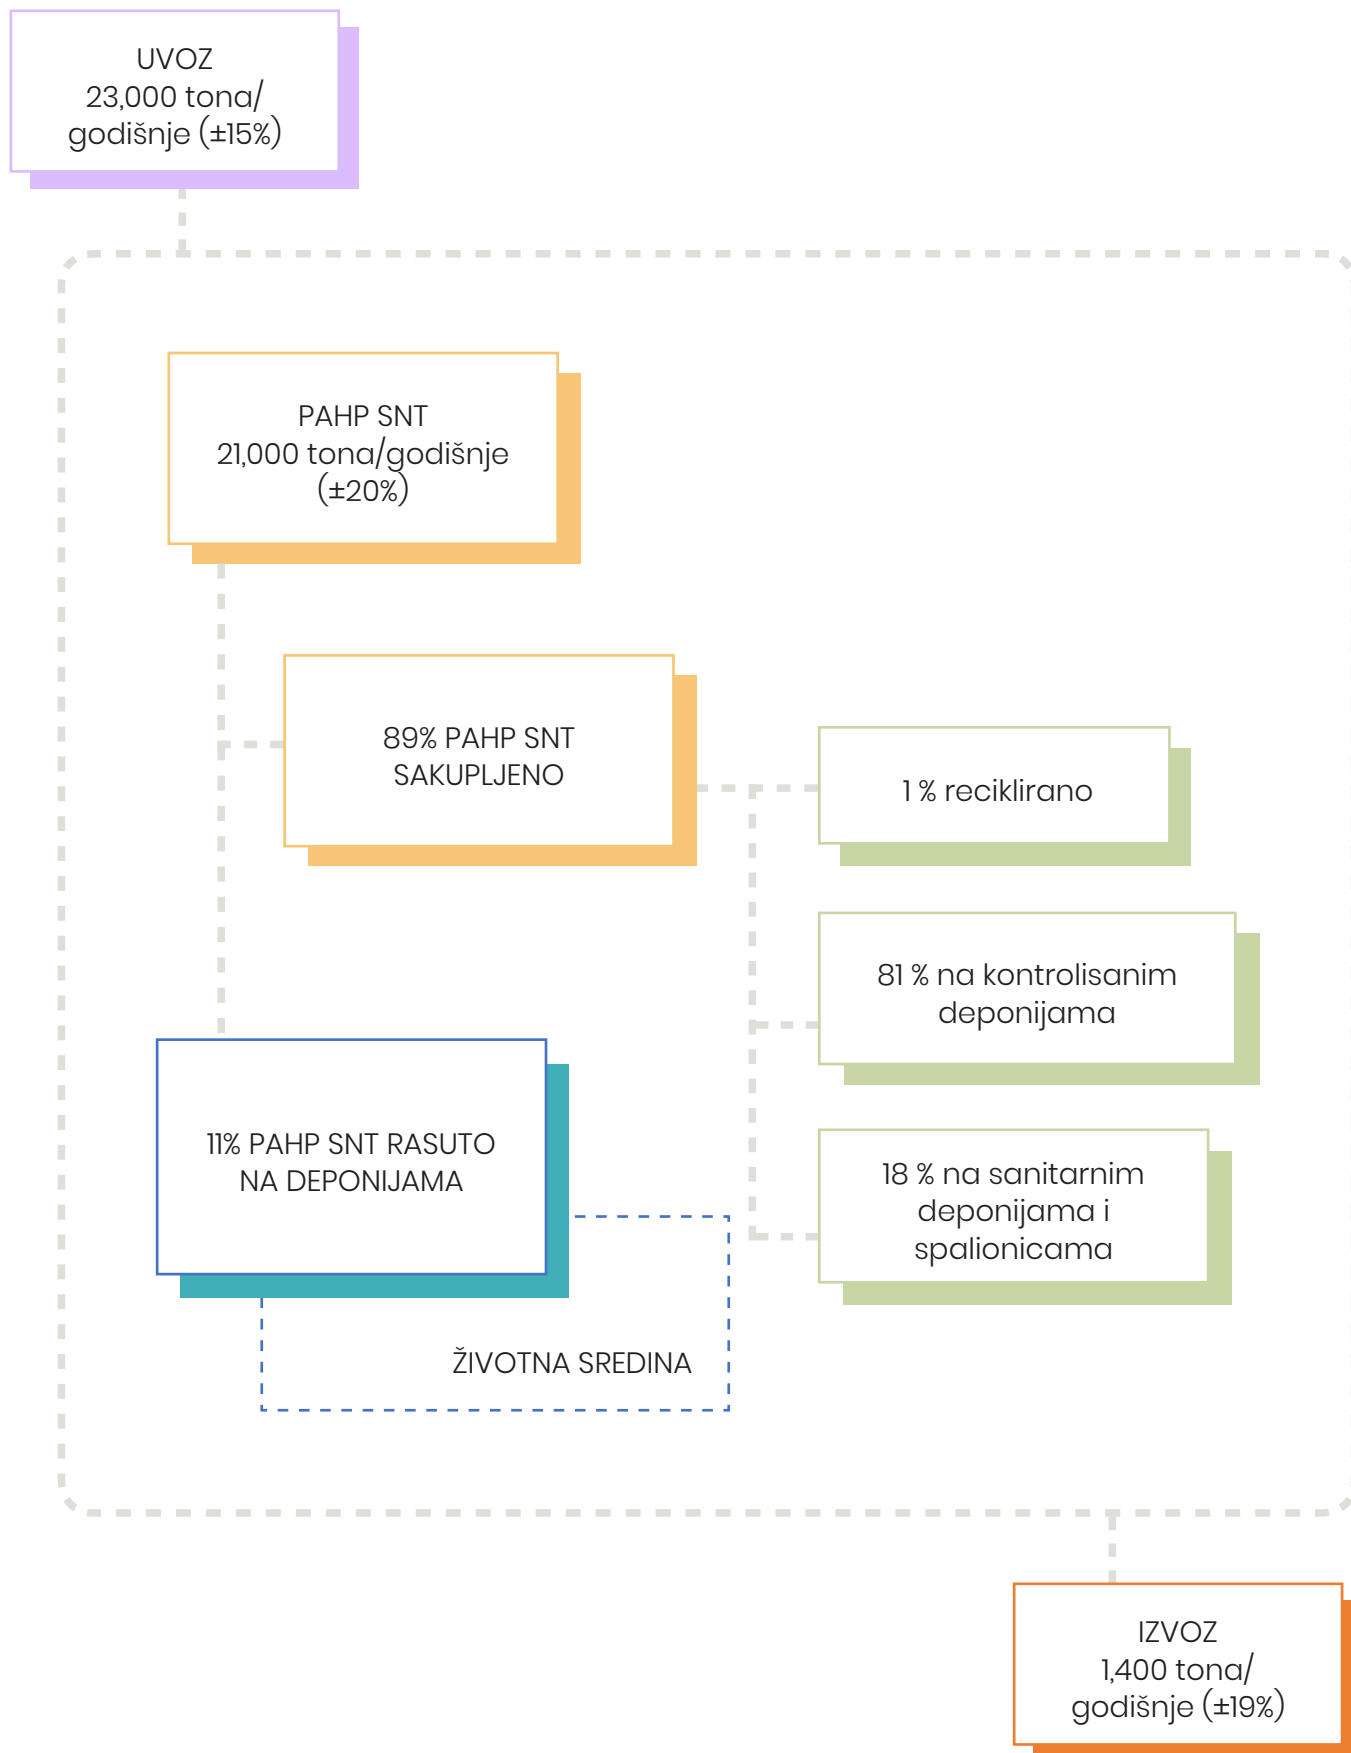 UVOZ
23,000 tona/
godišnje (±15%)
PAHP SNT
21,000 tona/godišnje
(±20%)
89% PAHP SNT
SAKUPLJENO
1 % reciklirano
81 % na kontrolisanim
deponijama
11% PAHP SNT RASUTO
NA DEPONIJAMA
18 % na sanitarnim
deponijama i
spalionicama
ŽIVOTNA SREDINA
IZVOZ
1,400 tona/
godišnje (±19%)